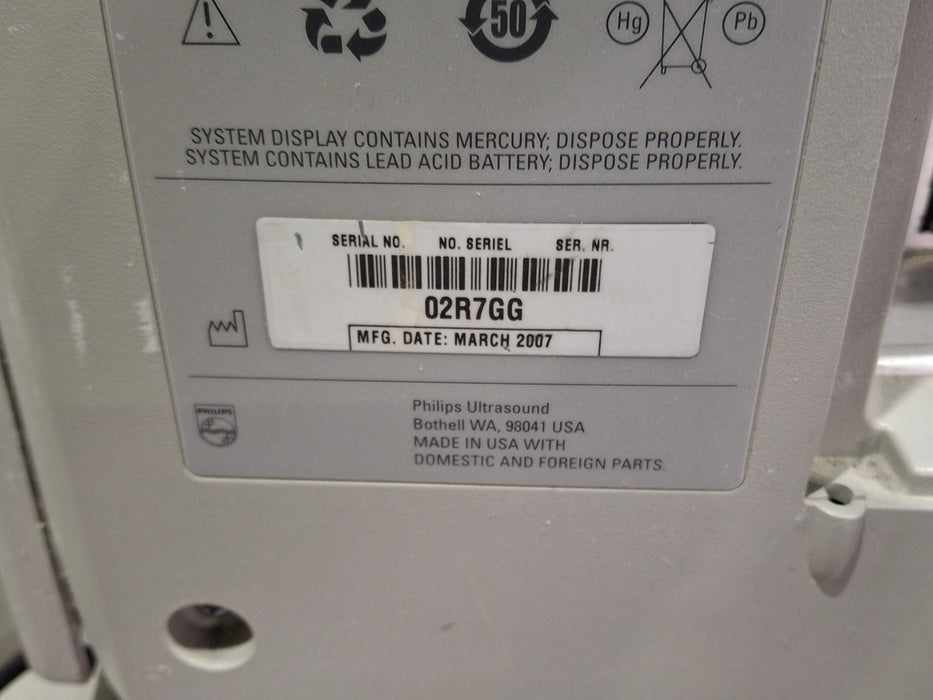 50
Hg
Pb
SYSTEM DISPLAY CONTAINS MERCURY; DISPOSE PROPERLY.
SYSTEM CONTAINS LEAD ACID BATTERY; DISPOSE PROPERLY.
SERIAL NO. NO. SERIEL SER. NR.
02R7GG
MFG. DATE: MARCH 2007
PHILIPS
Philips Ultrasound
Bothell WA, 98041 USA
MADE IN USA WITH
DOMESTIC AND FOREIGN PARTS.